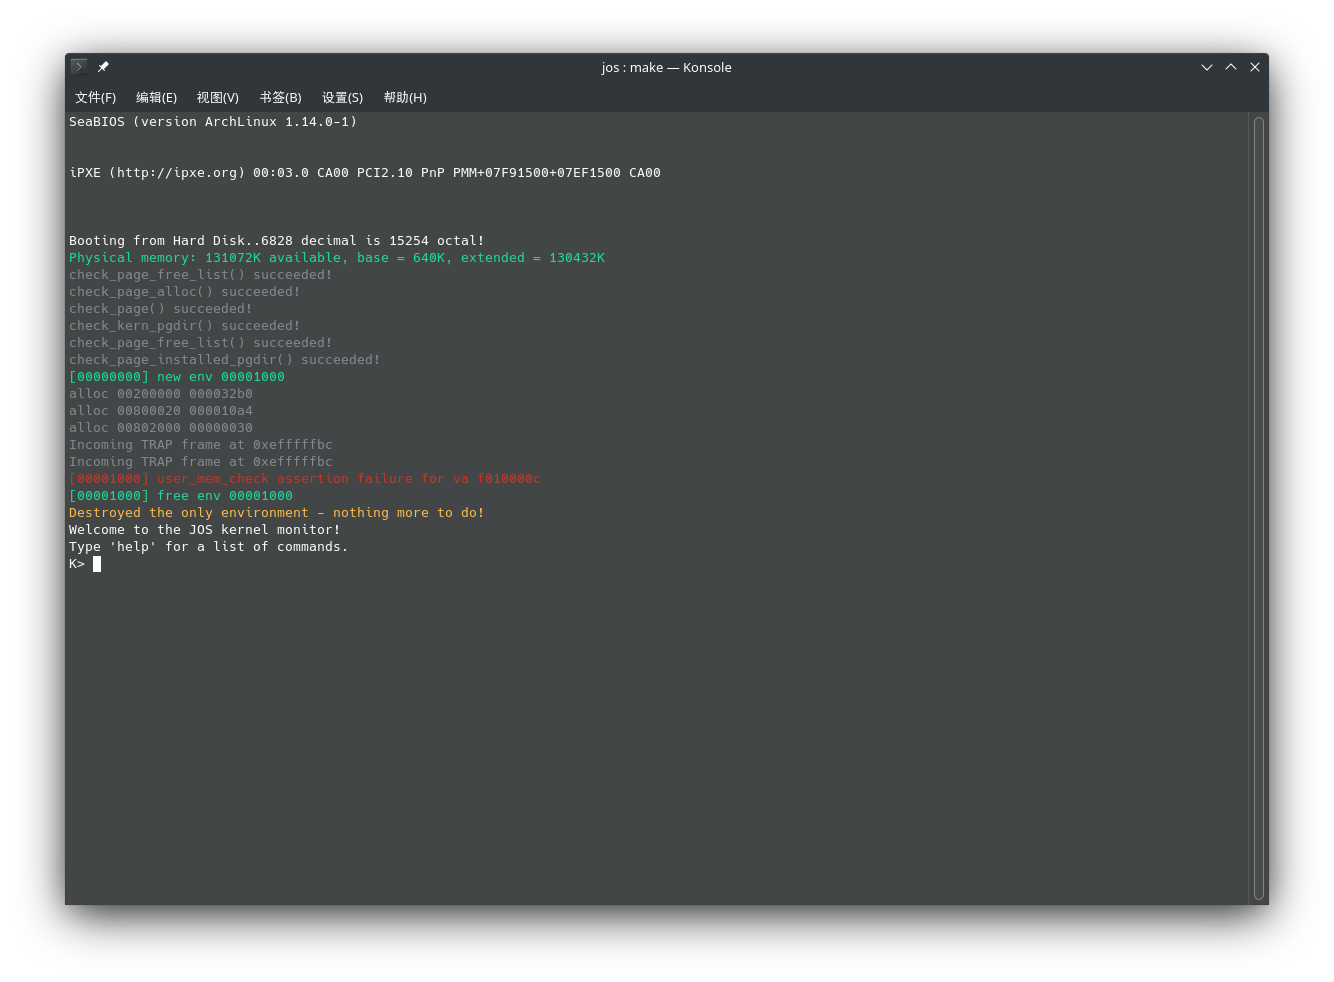 jos : make — Konsole
文件(F) 编辑(E) 视图(V) 书签(B) 设置(S) 帮助(H)
SeaBIOS (version ArchLinux 1.14.0-1)
iPXE (http://ipxe.org) 00:03.0 CA00 PCI2.10 PnP PMM+07F91500+07EF1500 CA00
Booting from Hard Disk..6828 decimal is 15254 octal!
Physical memory: 131072K available, base = 640K, extended = 130432K
check_page_free_list() succeeded!
check_page_alloc() succeeded!
check_page() succeeded!
check_kern_pgdir() succeeded!
check_page_free_list() succeeded!
check_page_installed_pgdir() succeeded!
[00000000] new env 00001000
alloc 00200000 000032b0
alloc 00800020 000010a4
alloc 00802000 00000030
Incoming TRAP frame at 0xefffffbc
Incoming TRAP frame at 0xefffffbc
[00001000] user_mem_check assertion failure for va f010000c
[00001000] free env 00001000
Destroyed the only environment - nothing more to do!
Welcome to the JOS kernel monitor!
Type 'help' for a list of commands.
K>